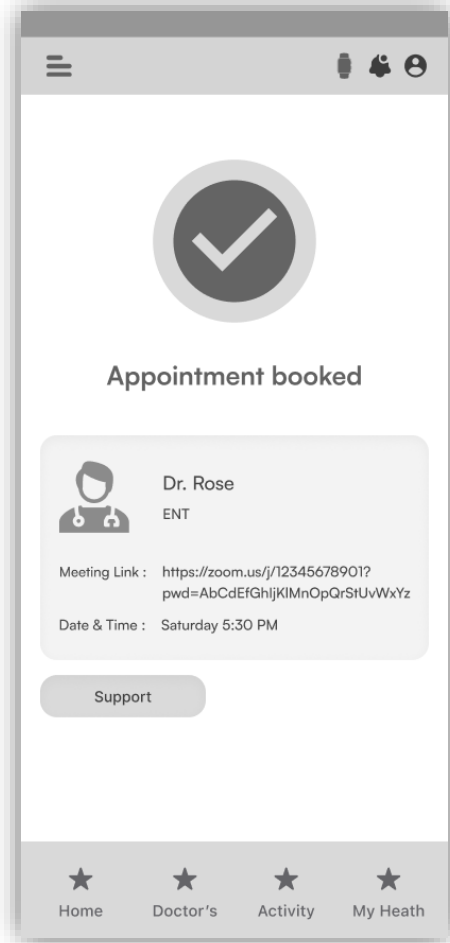 Appointment booked
Dr. Rose
ENT
Meeting Link : https://zoom.us/j/12345678901?
pwd=AbCdEfGhIjKlMnOpQrStUvWxYz
Date & Time : Saturday 5:30 PM
Support
Home Doctor's Activity My Heath